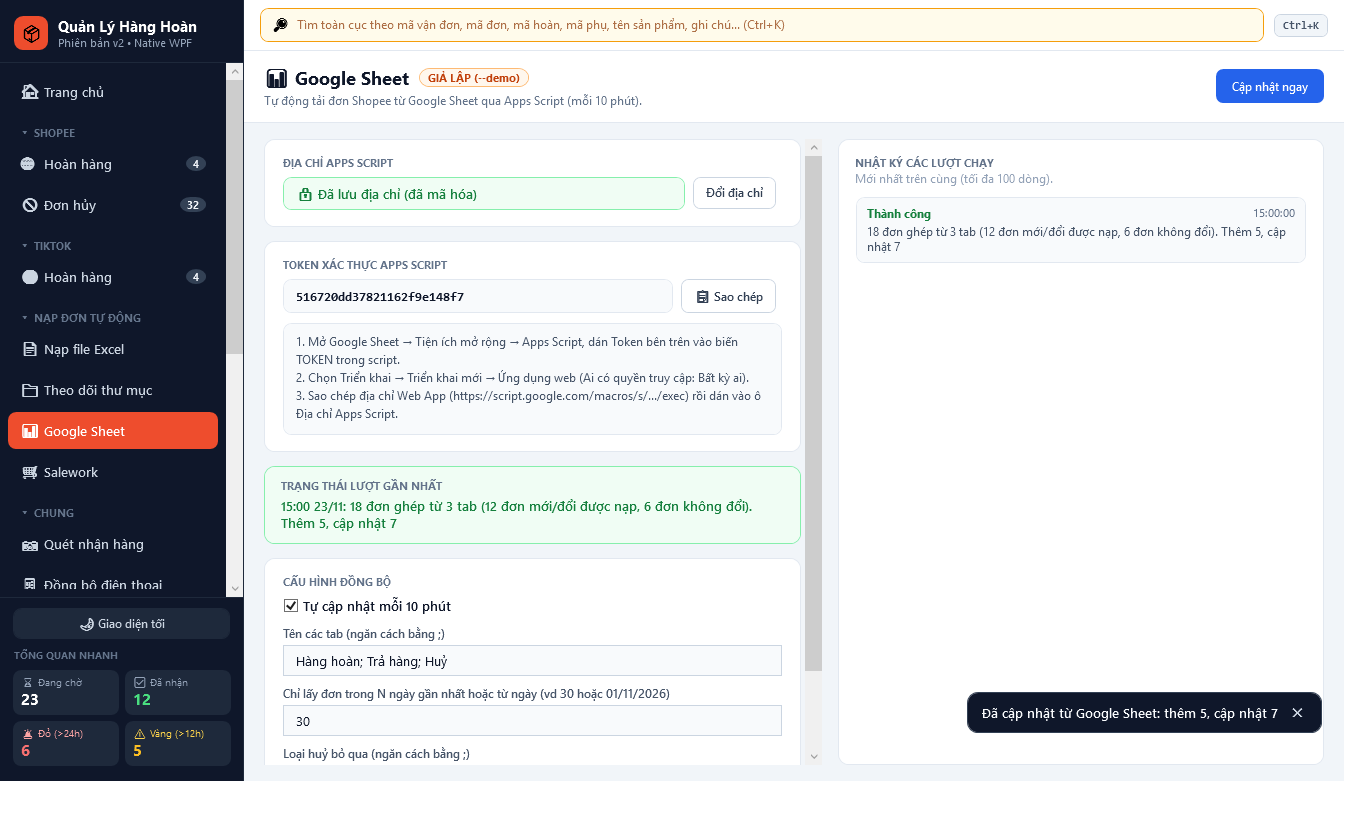 Quản Lý Hàng Hoàn
Phiên bản v2 • Native WPF
Trang chủ
SHOPEE
Hoàn hàng 4
Đơn hủy 32
TIKTOK
Hoàn hàng 4
NẠP ĐƠN TỰ ĐỘNG
Nạp file Excel
Theo dõi thư mục
Google Sheet
Salework
CHUNG
Quét nhận hàng
Đồng bộ điện thoại
Giao diện tối
TỔNG QUAN NHANH
Đang chờ
23
Đã nhận
12
Đỏ (>24h)
6
Vàng (>12h)
5
Tìm toàn cục theo mã vận đơn, mã đơn, mã hoàn, mã phụ, tên sản phẩm, ghi chú... (Ctrl+K)
Ctrl+K
Google Sheet GIẢ LẬP (--demo)
Tự động tải đơn Shopee từ Google Sheet qua Apps Script (mỗi 10 phút).
Cập nhật ngay
ĐỊA CHỈ APPS SCRIPT
Đã lưu địa chỉ (đã mã hóa)
Đổi địa chỉ
TOKEN XÁC THỰC APPS SCRIPT
516720dd37821162f9e148f7
Sao chép
1. Mở Google Sheet → Tiện ích mở rộng → Apps Script, dán Token bên trên vào biến
TOKEN trong script.
2. Chọn Triển khai → Triển khai mới → Ứng dụng web (Ai có quyền truy cập: Bất kỳ ai).
3. Sao chép địa chỉ Web App (https://script.google.com/macros/s/.../exec) rồi dán vào ô
Địa chỉ Apps Script.
TRẠNG THÁI LƯỢT GẦN NHẤT
15:00 23/11: 18 đơn ghép từ 3 tab (12 đơn mới/đổi được nạp, 6 đơn không đổi).
Thêm 5, cập nhật 7
CẤU HÌNH ĐỒNG BỘ
Tự cập nhật mỗi 10 phút
Tên các tab (ngăn cách bằng ;)
Hàng hoàn; Trả hàng; Huỷ
Chỉ lấy đơn trong N ngày gần nhất hoặc từ ngày (vd 30 hoặc 01/11/2026)
30
Loại huỷ bỏ qua (ngăn cách bằng ;)
NHẬT KÝ CÁC LƯỢT CHẠY
Mới nhất trên cùng (tối đa 100 dòng).
Thành công 15:00:00
18 đơn ghép từ 3 tab (12 đơn mới/đổi được nạp, 6 đơn không đổi). Thêm 5, cập
nhật 7
Đã cập nhật từ Google Sheet: thêm 5, cập nhật 7